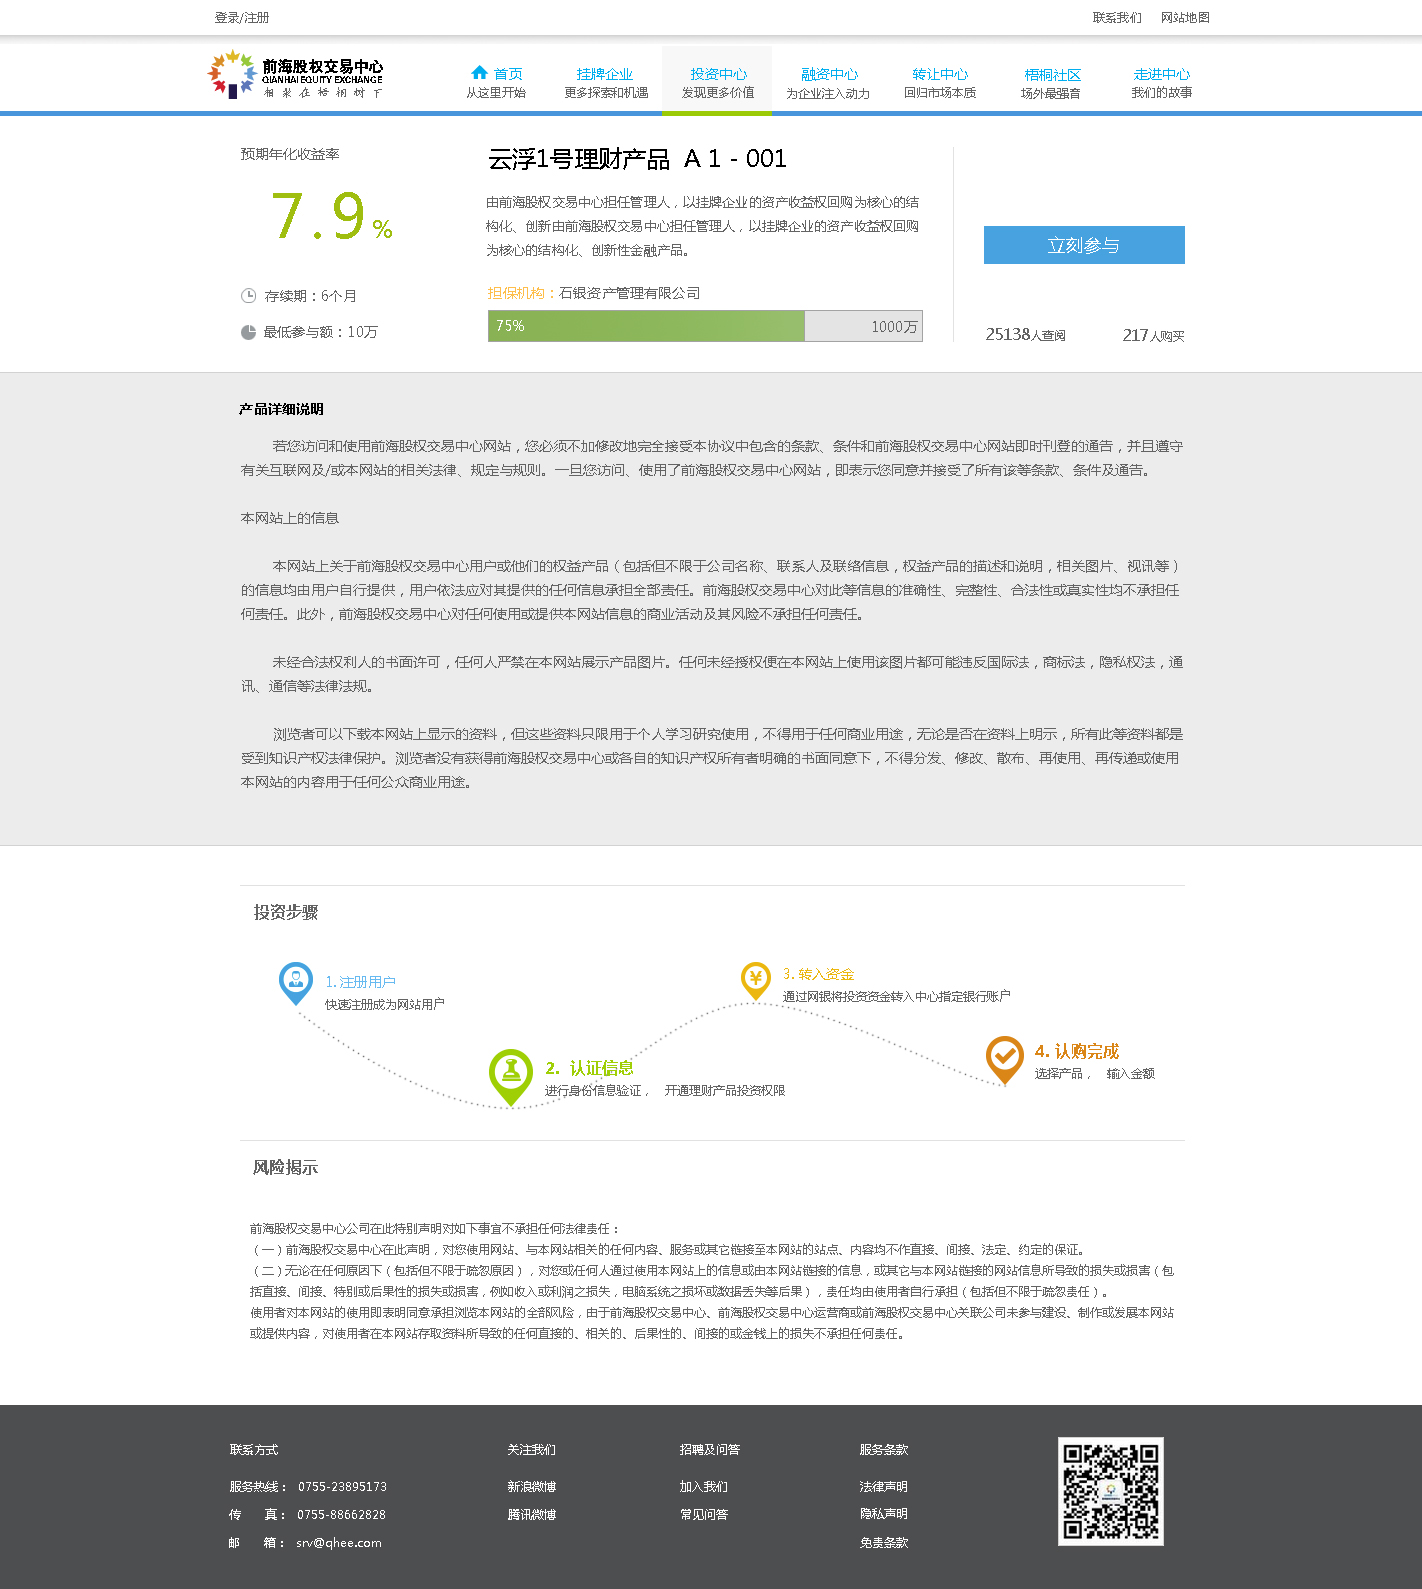 登录/注册
联系我们 网站地图
前海股权交易中心
QIANHAI EQUITY EXCHANGE
相聚在梧桐树下
首页 挂牌企业 投资中心 融资中心 转让中心 梧桐社区 走进中心
从这里开始 更多探索和机遇 发现更多价值 为企业注入动力 回归市场本质 场外最强音 我们的故事
预期年化收益率
7.9%
存续期：6个月
最低参与额：10万
云浮1号理财产品 A 1 - 001
由前海股权交易中心担任管理人，以挂牌企业的资产收益权回购为核心的结
构化、创新由前海股权交易中心担任管理人，以挂牌企业的资产收益权回购
为核心的结构化、创新性金融产品。
担保机构：石银资产管理有限公司
75% 1000万
立刻参与
25138人查阅 217人购买
产品详细说明
若您访问和使用前海股权交易中心网站，您必须不加修改地完全接受本协议中包含的条款、条件和前海股权交易中心网站即时刊登的通告，并且遵守
有关互联网及/或本网站的相关法律、规定与规则。一旦您访问、使用了前海股权交易中心网站，即表示您同意并接受了所有该等条款、条件及通告。
本网站上的信息
本网站上关于前海股权交易中心用户或他们的权益产品（包括但不限于公司名称、联系人及联络信息，权益产品的描述和说明，相关图片、视讯等）
的信息均由用户自行提供，用户依法应对其提供的任何信息承担全部责任。前海股权交易中心对此等信息的准确性、完整性、合法性或真实性均不承担任
何责任。此外，前海股权交易中心对任何使用或提供本网站信息的商业活动及其风险不承担任何责任。
未经合法权利人的书面许可，任何人严禁在本网站展示产品图片。任何未经授权便在本网站上使用该图片都可能违反国际法，商标法，隐私权法，通
讯、通信等法律法规。
浏览者可以下载本网站上显示的资料，但这些资料只限用于个人学习研究使用，不得用于任何商业用途，无论是否在资料上明示，所有此等资料都是
受到知识产权法律保护。浏览者没有获得前海股权交易中心或各自的知识产权所有者明确的书面同意下，不得分发、修改、散布、再使用、再传递或使用
本网站的内容用于任何公众商业用途。
投资步骤
1. 注册用户
快速注册成为网站用户
2. 认证信息
进行身份信息验证， 开通理财产品投资权限
3. 转入资金
通过网银将投资资金转入中心指定银行账户
4. 认购完成
选择产品， 输入金额
风险揭示
前海股权交易中心公司在此特别声明对如下事宜不承担任何法律责任：
（一）前海股权交易中心在此声明，对您使用网站、与本网站相关的任何内容、服务或其它链接至本网站的站点、内容均不作直接、间接、法定、约定的保证。
（二）无论在任何原因下（包括但不限于疏忽原因），对您或任何人通过使用本网站上的信息或由本网站链接的信息，或其它与本网站链接的网站信息所导致的损失或损害（包
括直接、间接、特别或后果性的损失或损害，例如收入或利润之损失，电脑系统之损坏或数据丢失等后果），责任均由使用者自行承担（包括但不限于疏忽责任）。
使用者对本网站的使用即表明同意承担浏览本网站的全部风险，由于前海股权交易中心、前海股权交易中心运营商或前海股权交易中心关联公司未参与建设、制作或发展本网站
或提供内容，对使用者在本网站存取资料所导致的任何直接的、相关的、后果性的、间接的或金钱上的损失不承担任何责任。
联系方式 关注我们 招聘及问答 服务条款
服务热线： 0755-23895173 新浪微博 加入我们 法律声明
传 真： 0755-88662828 腾讯微博 常见问答 隐私声明
邮 箱： srv@qhee.com 免责条款